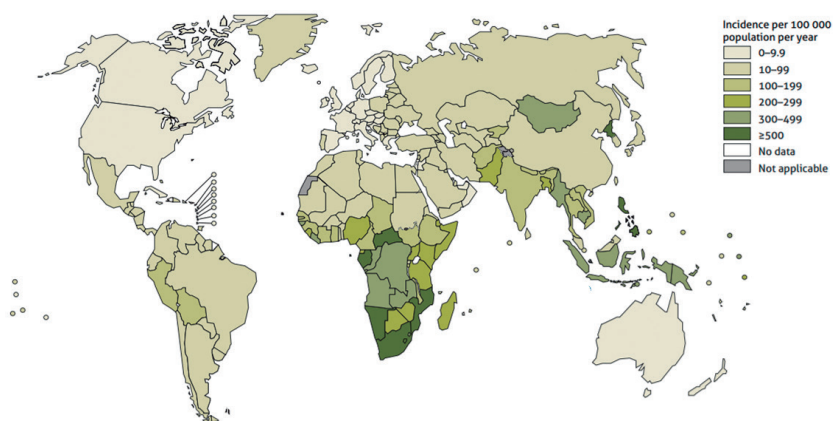 Incidence per 100 000
population per year
0–9.9
10–99
100–199
200–299
300–499
≥500
No data
Not applicable